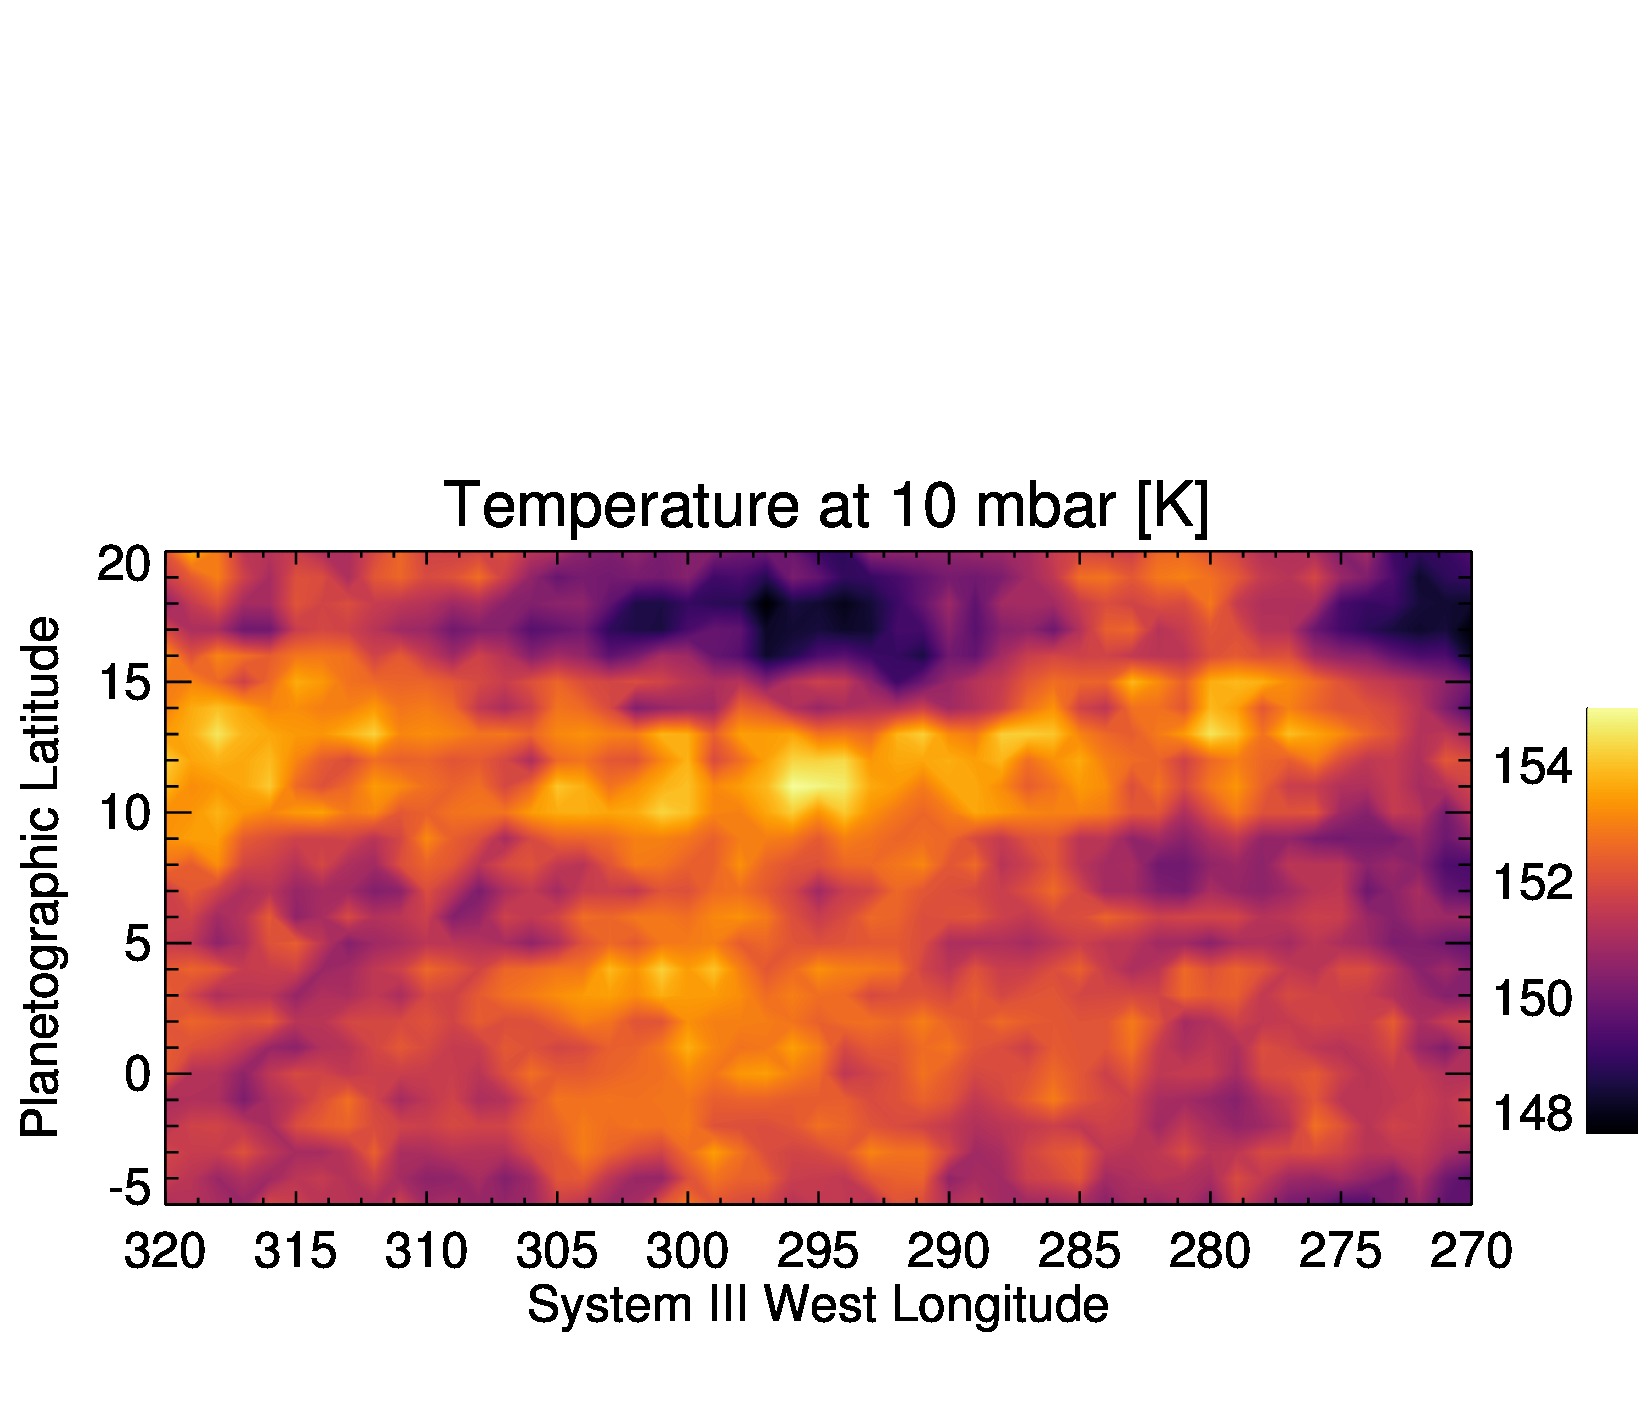 Temperature at 10 mbar [K]
20
15
10
5
0
-5
Planetographic Latitude
320 315 310 305 300 295 290 285 280 275 270
System III West Longitude
154
152
150
148